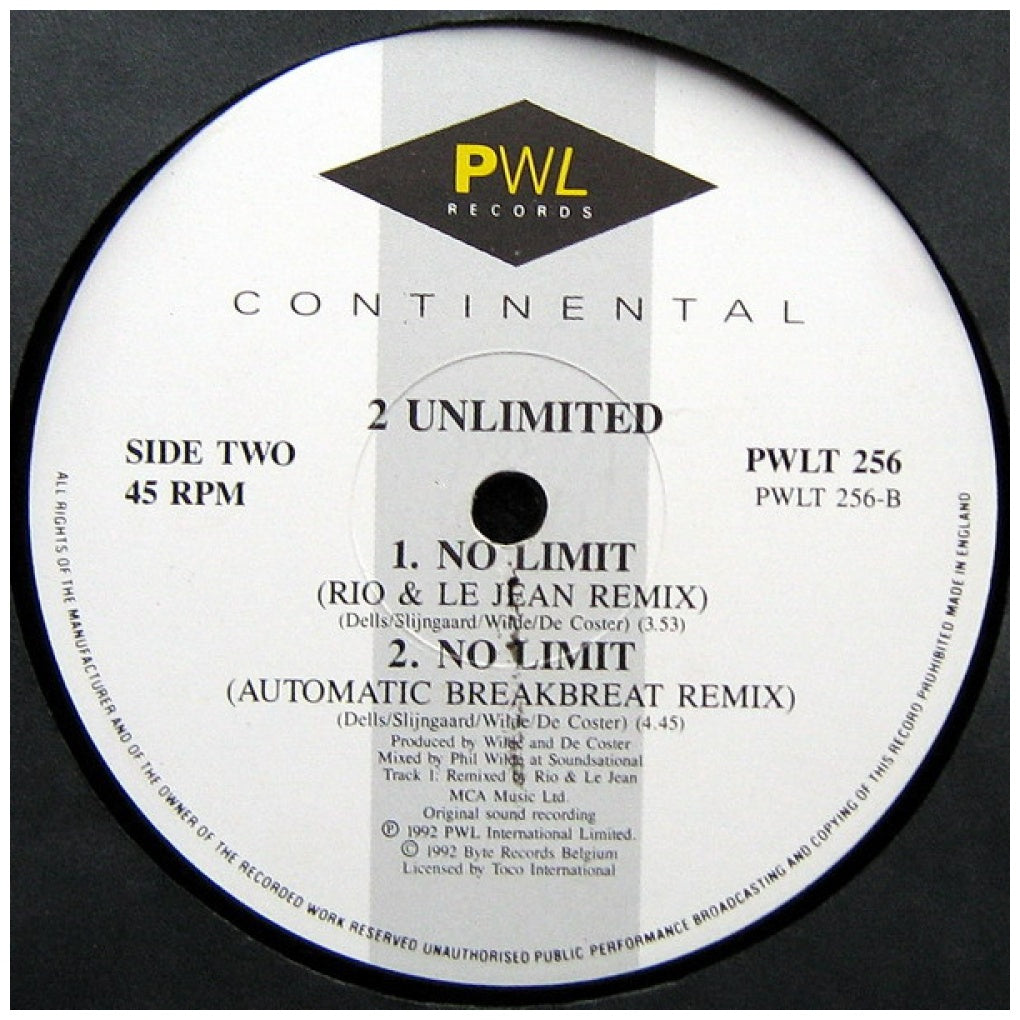 PWL
RECORDS
CONTINENTAL
2 UNLIMITED
SIDE TWO
45 RPM
PWLT 256
PWLT 256-B
1. NO LIMIT
(RIO & LE JEAN REMIX)
(Dells/Slijngaard/Wilde/De Coster) (3.53)
2. NO LIMIT
(AUTOMATIC BREAKBREAT REMIX)
(Dells/Slijngaard/Wilde/De Coster) (4.45)
Produced by Wilde and De Coster
Mixed by Phil Wilde at Soundsational
Track 1: Remixed by Rio & Le Jean
MCA Music Ltd.
Original sound recording
℗ 1992 PWL International Limited.
© 1992 Byte Records Belgium
Licensed by Toco International
ALL RIGHTS OF THE MANUFACTURER AND OF THE OWNER OF THE RECORDED WORK RESERVED UNAUTHORISED PUBLIC PERFORMANCE BROADCASTING AND COPYING OF THIS RECORD PROHIBITED MADE IN ENGLAND